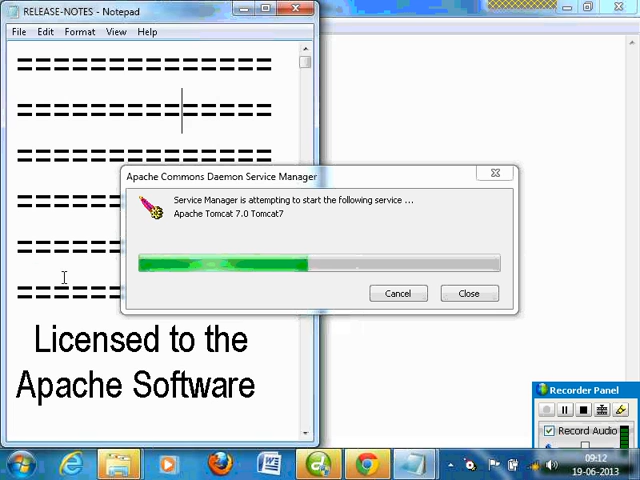 RELEASE-NOTES - Notepad
File Edit Format View Help
==============
==============
==============
Apache Commons Daemon Service Manager
Service Manager is attempting to start the following service ...
Apache Tomcat 7.0 Tomcat7
Cancel Close
Licensed to the
Apache Software
Recorder Panel
Record Audio
09:12
19-06-2013